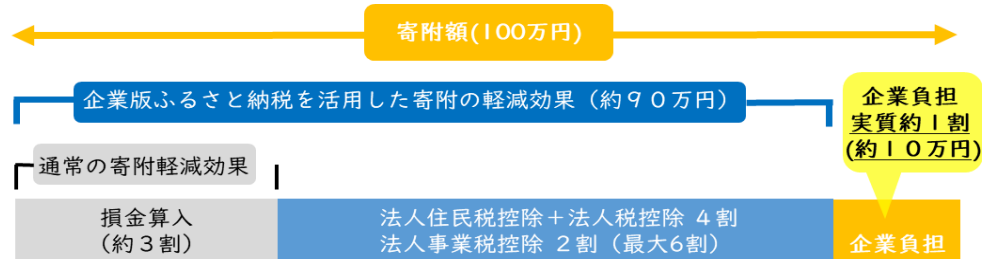 寄附額(100万円)
企業版ふるさと納税を活用した寄附の軽減効果（約９０万円）
企業負担
実質約１割
(約１０万円)
通常の寄附軽減効果
損金算入
（約３割）
法人住民税控除＋法人税控除 ４割
法人事業税控除 ２割（最大6割）
企業負担